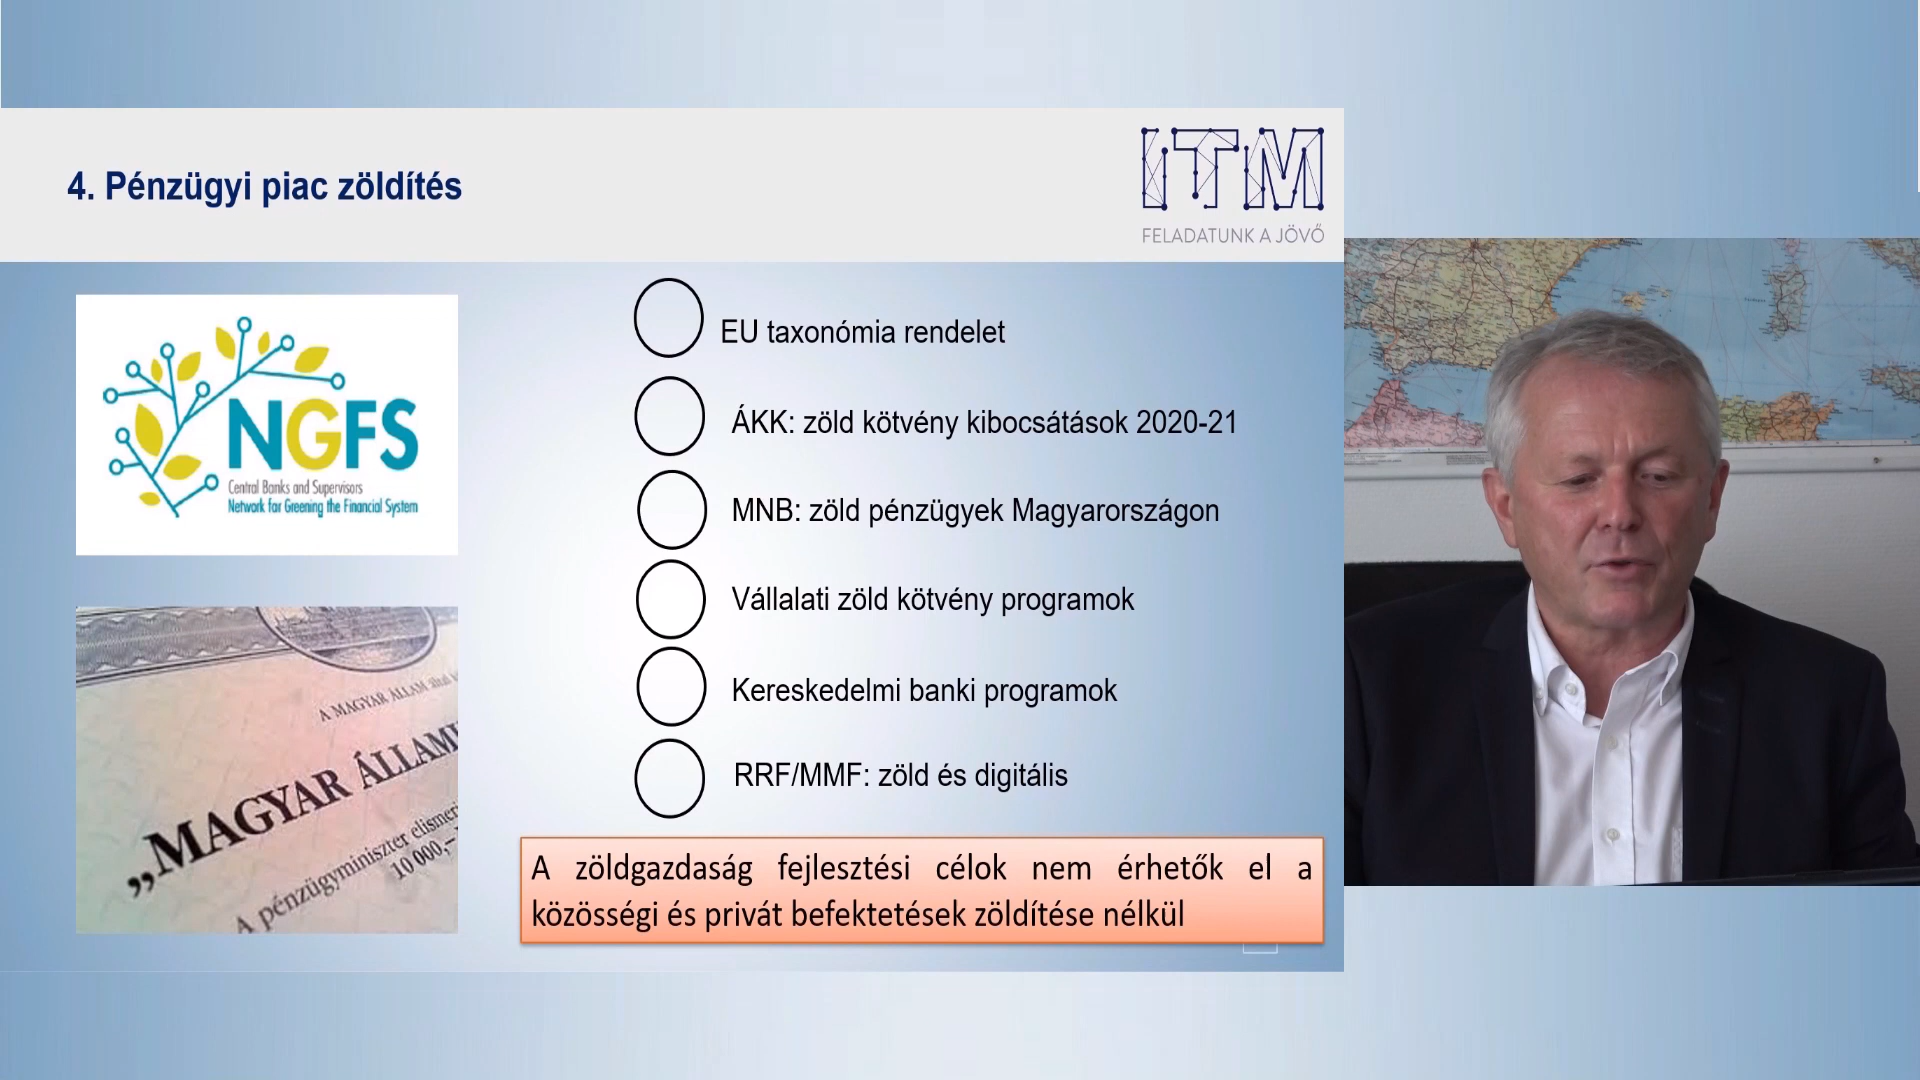 4. Pénzügyi piac zöldítés
ITM
FELADATUNK A JÖVŐ
NGFS
Central Banks and Supervisors
Network for Greening the Financial System
A MAGYAR ÁLLAM által
„MAGYAR ÁLLAM
A pénzügyminiszter elismeri
10 000,–
EU taxonómia rendelet
ÁKK: zöld kötvény kibocsátások 2020-21
MNB: zöld pénzügyek Magyarországon
Vállalati zöld kötvény programok
Kereskedelmi banki programok
RRF/MMF: zöld és digitális
A zöldgazdaság fejlesztési célok nem érhetők el a
közösségi és privát befektetések zöldítése nélkül